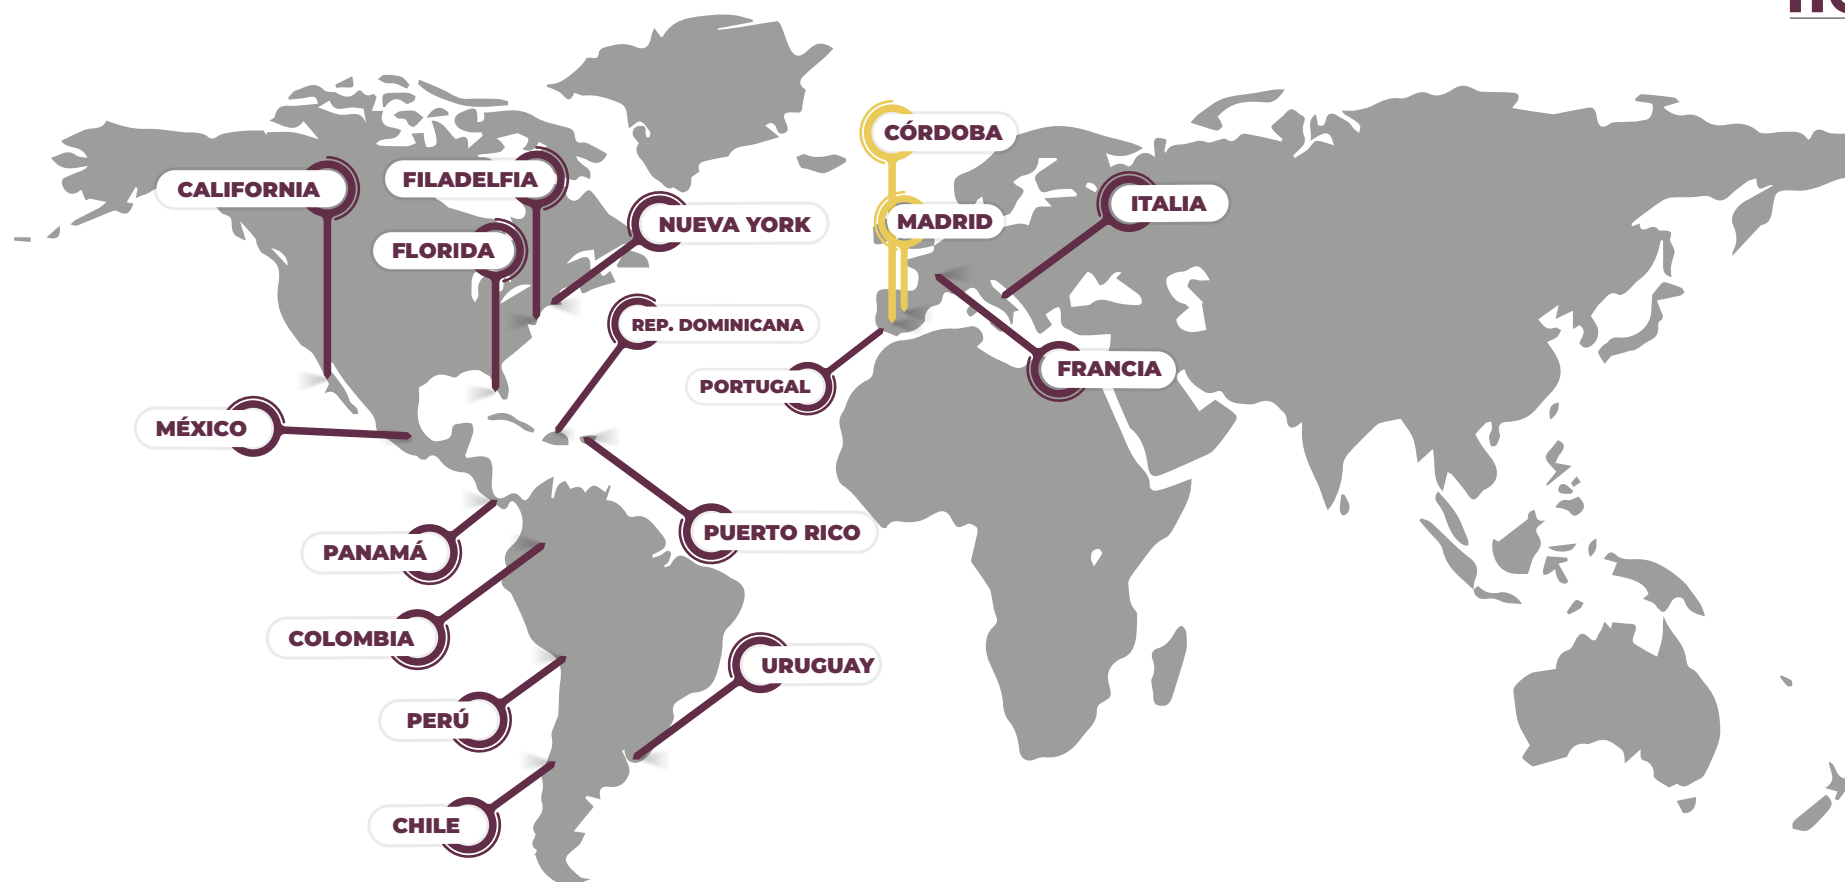 CÓRDOBA
FILADELFIA
CALIFORNIA
ITALIA
MADRID
NUEVA YORK
FLORIDA
REP. DOMINICANA
FRANCIA
PORTUGAL
MÉXICO
PUERTO RICO
PANAMÁ
COLOMBIA
URUGUAY
PERÚ
CHILE